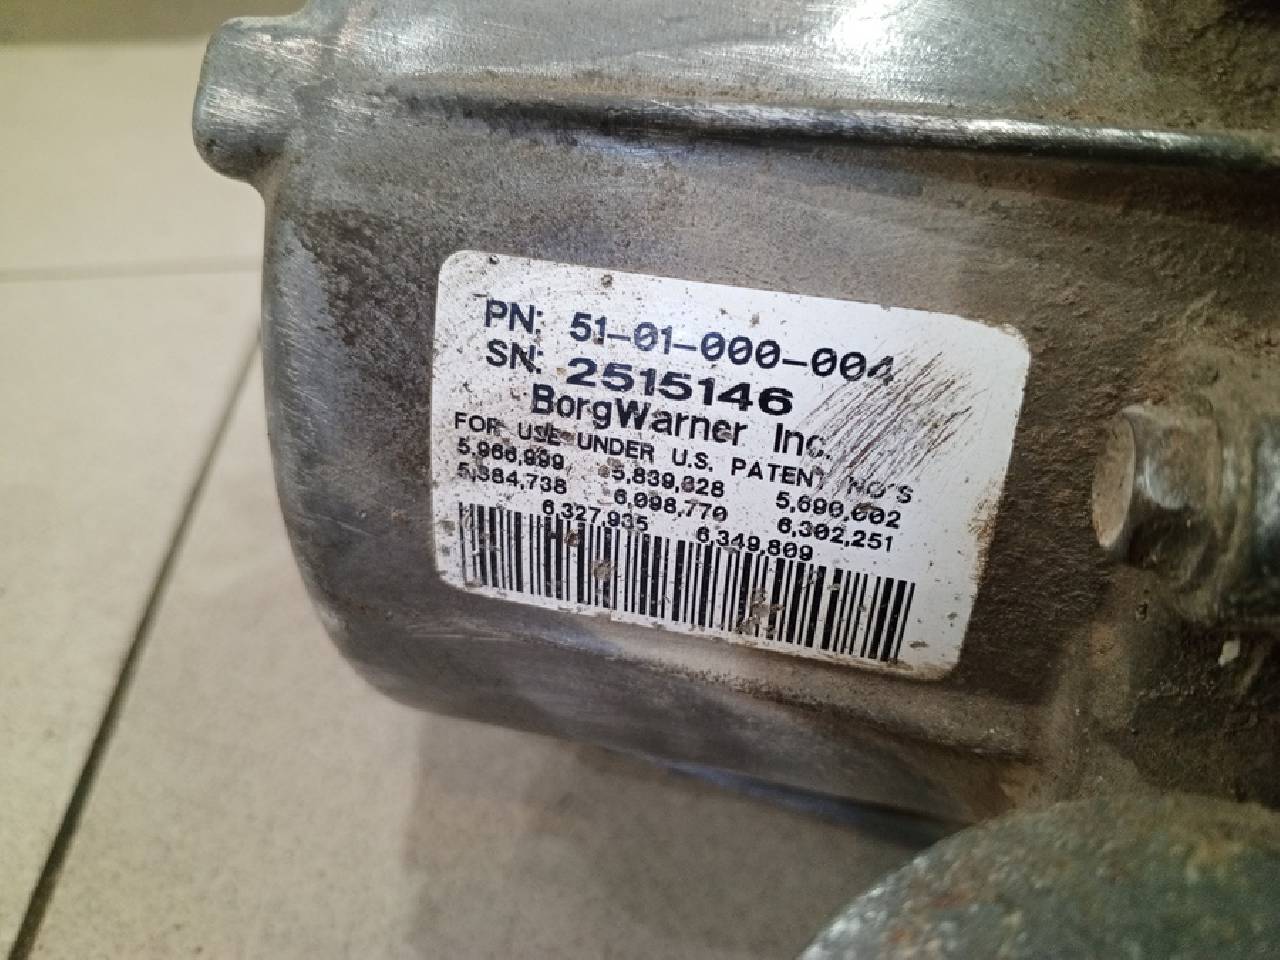 PN: 51-01-000-004
SN: 2515146
BorgWarner Inc.
FOR USE UNDER U.S. PATENT NO'S
5,966,999 5,839,328 5,690,002
5,384,738 6,098,770 6,302,251
6,327,935 6,349,809